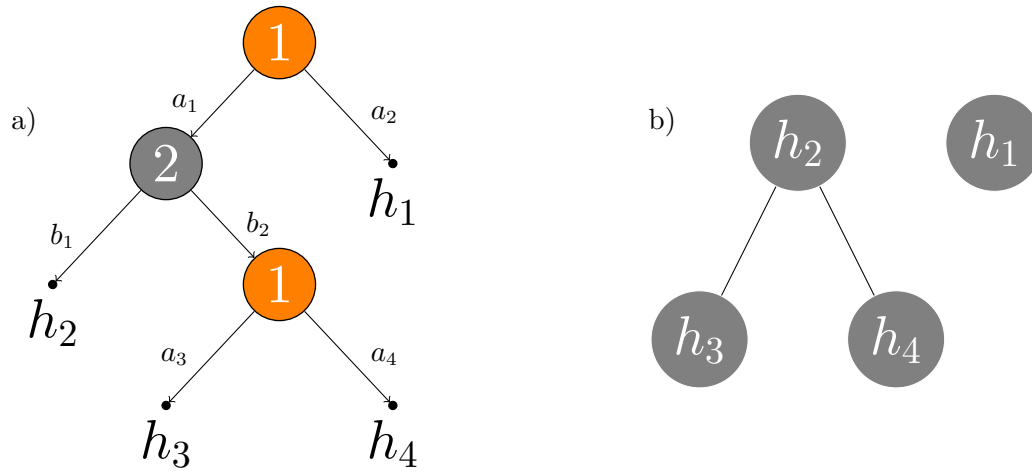 a)
1
a₁
a₂
2
h₁
b₁
b₂
h₂
1
a₃
a₄
h₃
h₄
b)
h₂
h₁
h₃
h₄